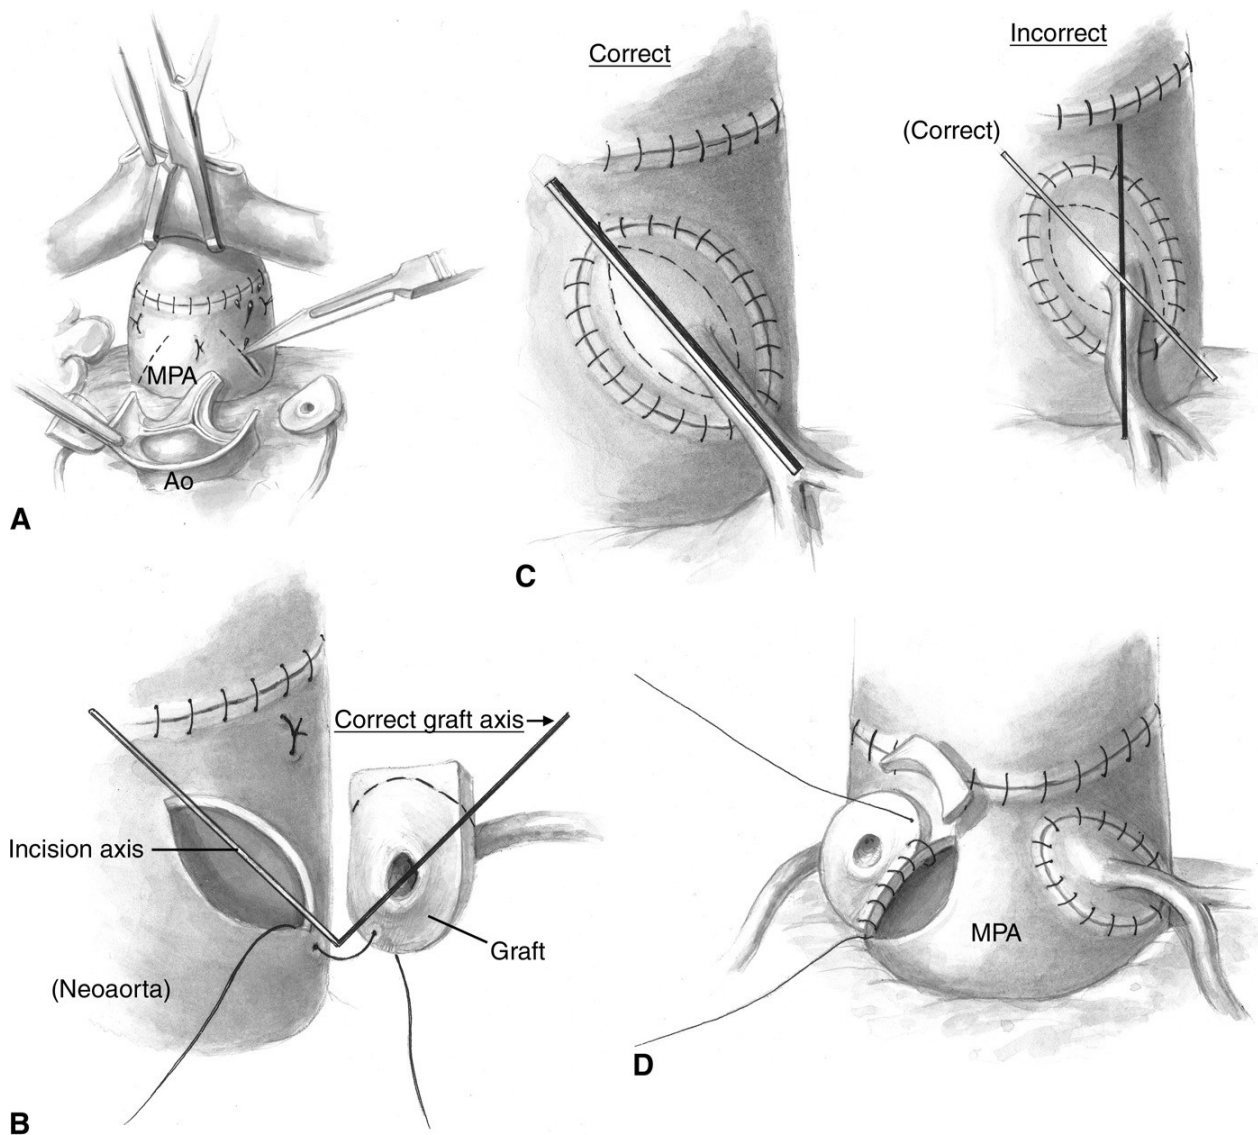 MPA
Ao
A
Correct
C
Incorrect
(Correct)
Correct graft axis
Incision axis
Graft
(Neoaorta)
B
MPA
D